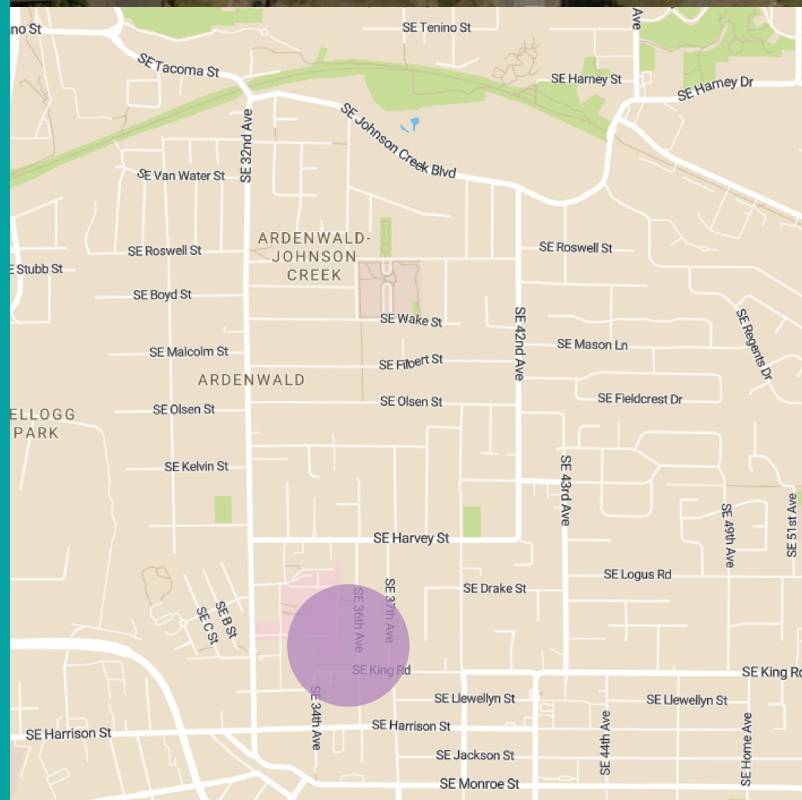 no St
SE Tenino St
Ave
SE Tacoma St
SE Harney St
SE Harney Dr
SE 32nd Ave
SE Johnson Creek Blvd
SE Van Water St
ARDENWALD-
JOHNSON
CREEK
SE Roswell St
SE Roswell St
E Stubb St
SE Boyd St
SE Wake St
SE 42nd Ave
SE Regents Dr
SE Mason Ln
SE Malcolm St
SE Filbert St
ARDENWALD
SE Olsen St
SE Olsen St
SE Fieldcrest Dr
ELLOGG
PARK
SE Kelvin St
SE 43rd Ave
SE 49th Ave
SE 51st Ave
SE Harvey St
SE Logus Rd
SE Drake St
SE 36th Ave
SE 37th Ave
SE B St
SE C St
SE King Rd
SE King Rd
SE Llewellyn St
SE Llewellyn St
SE 34th Ave
SE Harrison St
SE Harrison St
SE 44th Ave
SE Home Ave
SE Jackson St
SE Monroe St